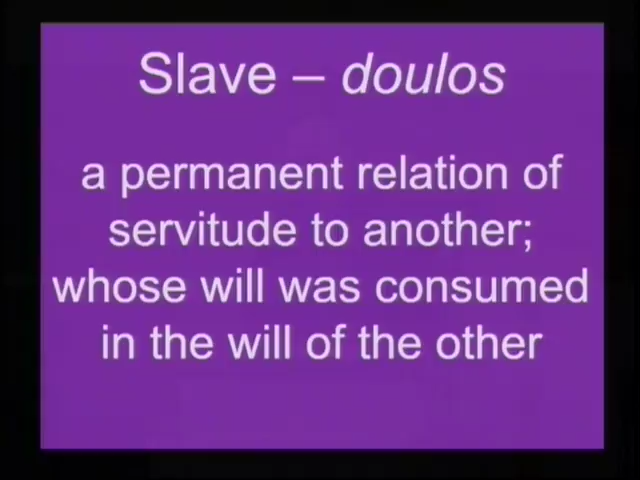 Slave – doulos
a permanent relation of
servitude to another;
whose will was consumed
in the will of the other